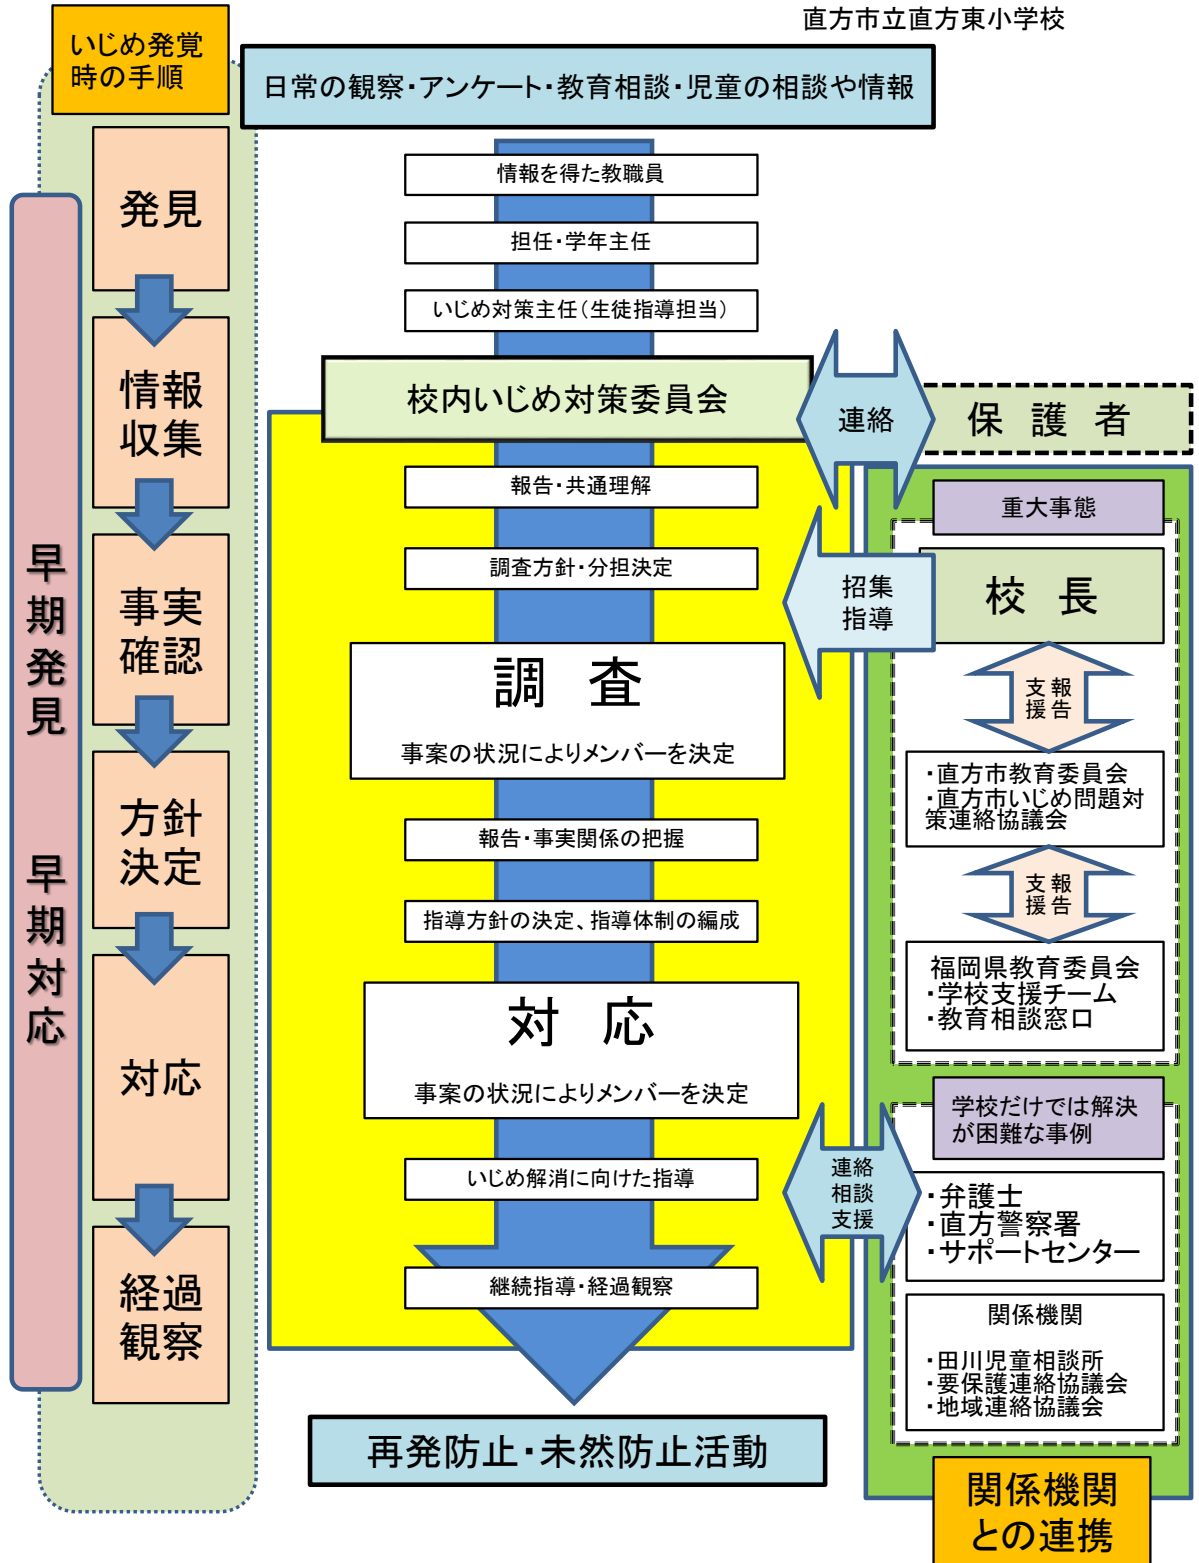 直方市立直方東小学校
いじめ発覚
時の手順
日常の観察・アンケート・教育相談・児童の相談や情報
早期発見 早期対応
発見
情報
収集
事実
確認
方針
決定
対応
経過
観察
情報を得た教職員
担任・学年主任
いじめ対策主任(生徒指導担当)
校内いじめ対策委員会
報告・共通理解
調査方針・分担決定
調 査
事案の状況によりメンバーを決定
報告・事実関係の把握
指導方針の決定、指導体制の編成
対 応
事案の状況によりメンバーを決定
いじめ解消に向けた指導
継続指導・経過観察
再発防止・未然防止活動
連絡
保 護 者
重大事態
招集
指導
校 長
支 報
援 告
・直方市教育委員会
・直方市いじめ問題対
策連絡協議会
支 報
援 告
福岡県教育委員会
・学校支援チーム
・教育相談窓口
学校だけでは解決
が困難な事例
連絡
相談
支援
・弁護士
・直方警察署
・サポートセンター
関係機関
・田川児童相談所
・要保護連絡協議会
・地域連絡協議会
関係機関
との連携